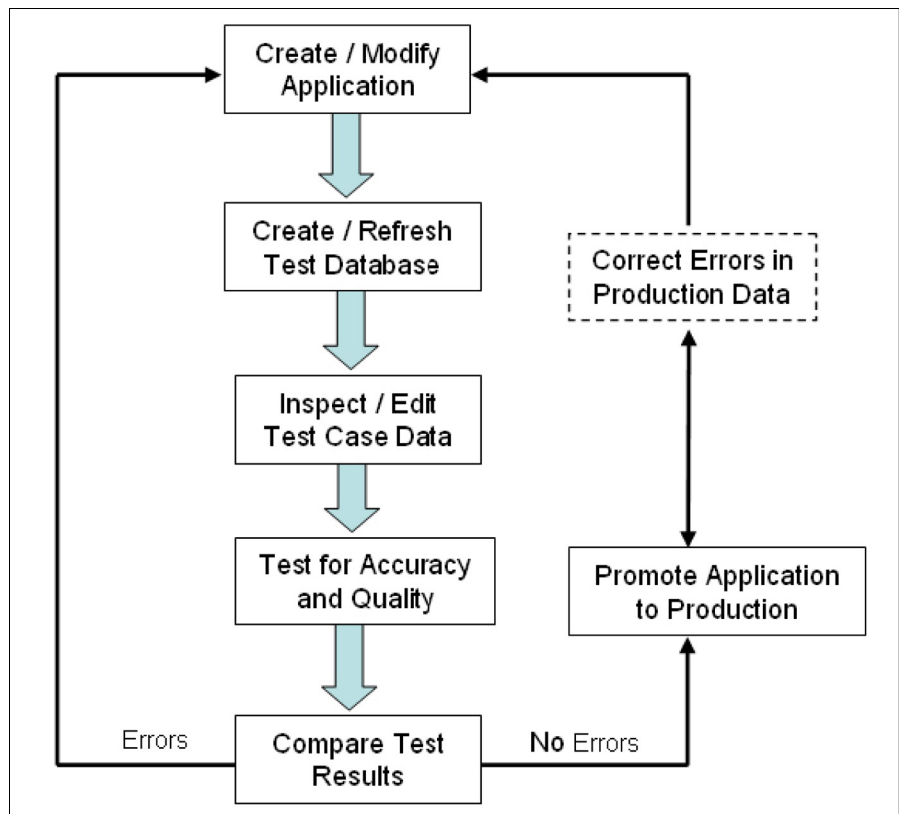 Create / Modify
Application
Create / Refresh
Test Database
Correct Errors in
Production Data
Inspect / Edit
Test Case Data
Test for Accuracy
and Quality
Promote Application
to Production
Errors
Compare Test
Results
No Errors